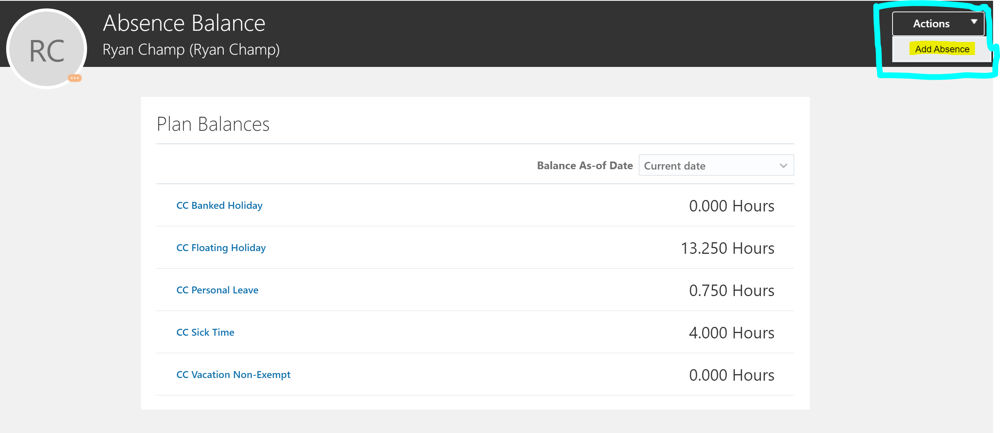 RC
Absence Balance
Ryan Champ (Ryan Champ)
Actions
Add Absence
Plan Balances
Balance As-of Date Current date
CC Banked Holiday 0.000 Hours
CC Floating Holiday 13.250 Hours
CC Personal Leave 0.750 Hours
CC Sick Time 4.000 Hours
CC Vacation Non-Exempt 0.000 Hours